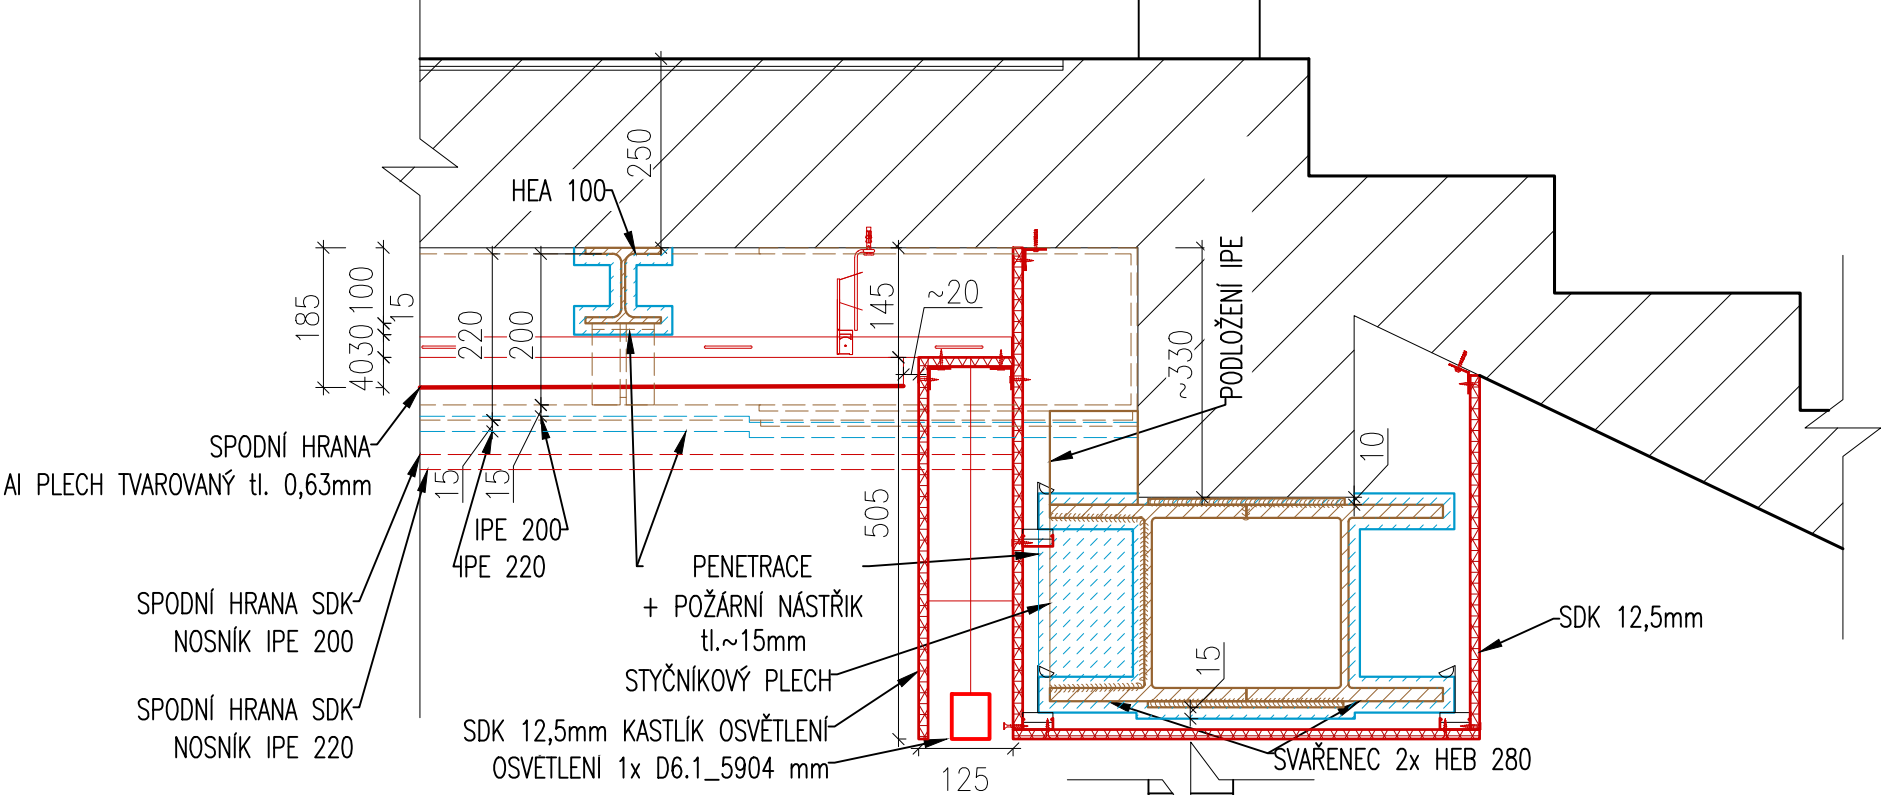 250
HEA 100
185
100
15
30
40
220
200
145
~20
~330
PODLOŽENÍ IPE
10
SPODNÍ HRANA
Al PLECH TVAROVANÝ tl. 0,63mm
15
15
IPE 200
IPE 220
505
SPODNÍ HRANA SDK
NOSNÍK IPE 200
PENETRACE
+ POŽÁRNÍ NÁSTŘIK
tl.~15mm
STYČNÍKOVÝ PLECH
SDK 12,5mm
15
SPODNÍ HRANA SDK
NOSNÍK IPE 220
SDK 12,5mm KASTLÍK OSVĚTLENÍ
OSVĚTLENÍ 1x D6.1_5904 mm
125
SVAŘENEC 2x HEB 280